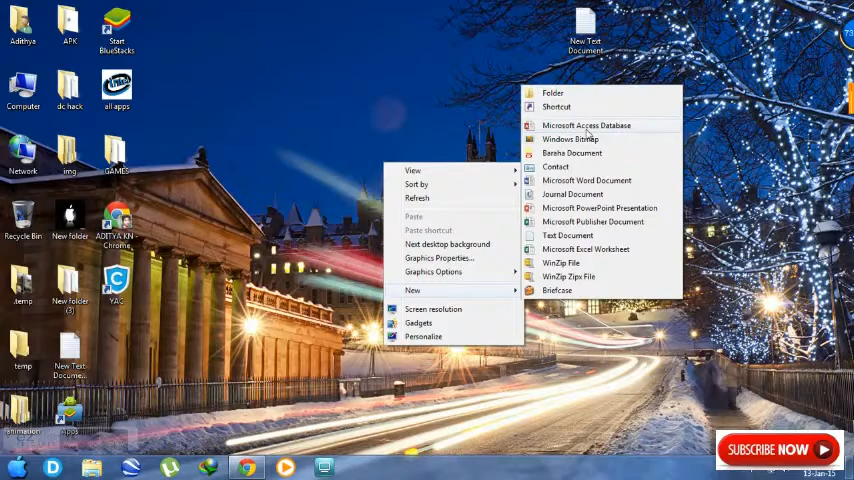 Adithya
APK
Start
BlueStacks
New Text
Document
73
Computer
dc hack
all apps
Network
img
GAMES
Recycle Bin
New folder
ADITYA KN -
Chrome
.temp
New folder
(3)
YAC
temp
New Text
Docume...
animation
Apps
View
Sort by
Refresh
Paste
Paste shortcut
Next desktop background
Graphics Properties...
Graphics Options
New
Screen resolution
Gadgets
Personalize
Folder
Shortcut
Microsoft Access Database
Windows Bitmap
Baraha Document
Contact
Microsoft Word Document
Journal Document
Microsoft PowerPoint Presentation
Microsoft Publisher Document
Text Document
Microsoft Excel Worksheet
WinZip File
WinZip Zipx File
Briefcase
SUBSCRIBE NOW
13-Jan-15